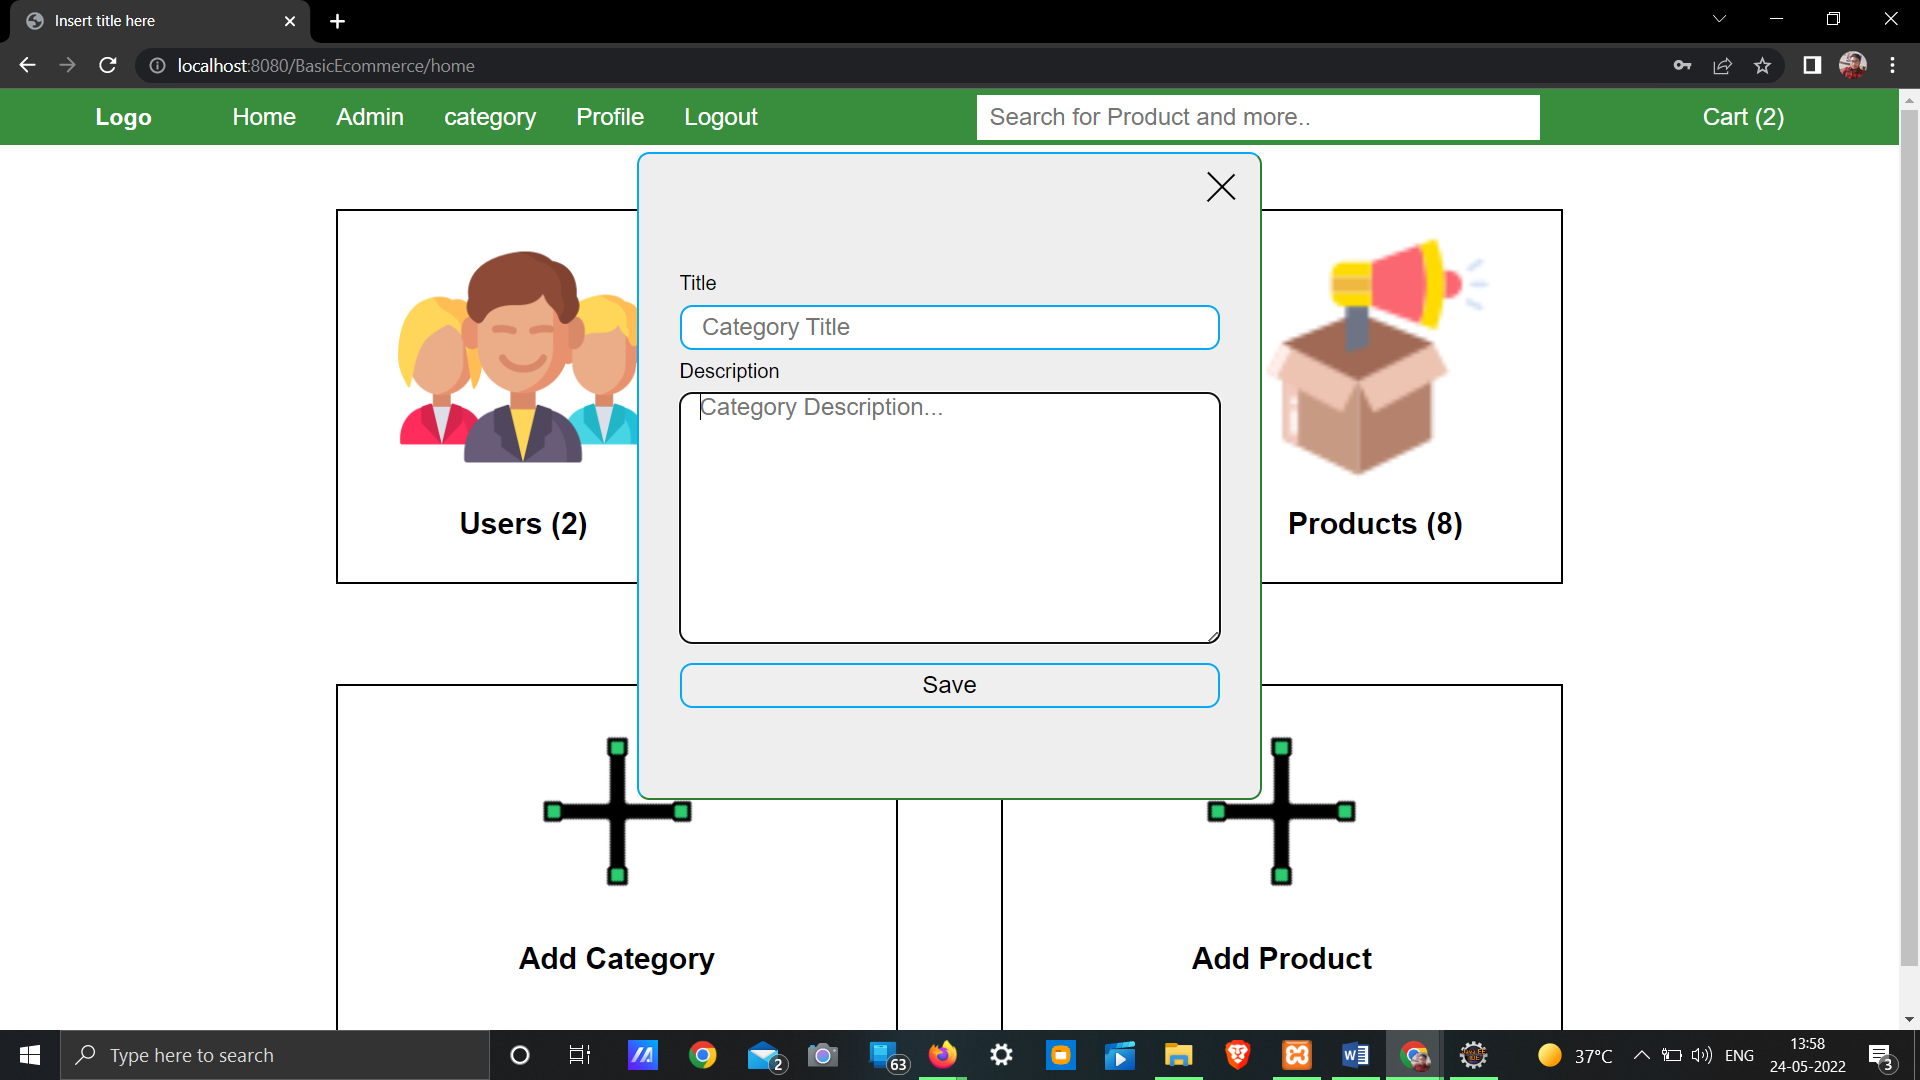 Insert title here
localhost:8080/BasicEcommerce/home
Logo Home Admin category Profile Logout Search for Product and more.. Cart (2)
Title
Category Title
Description
Category Description...
Save
Users (2)
Products (8)
Add Category
Add Product
Type here to search
2
63
37°C
ENG
13:58
24-05-2022
3